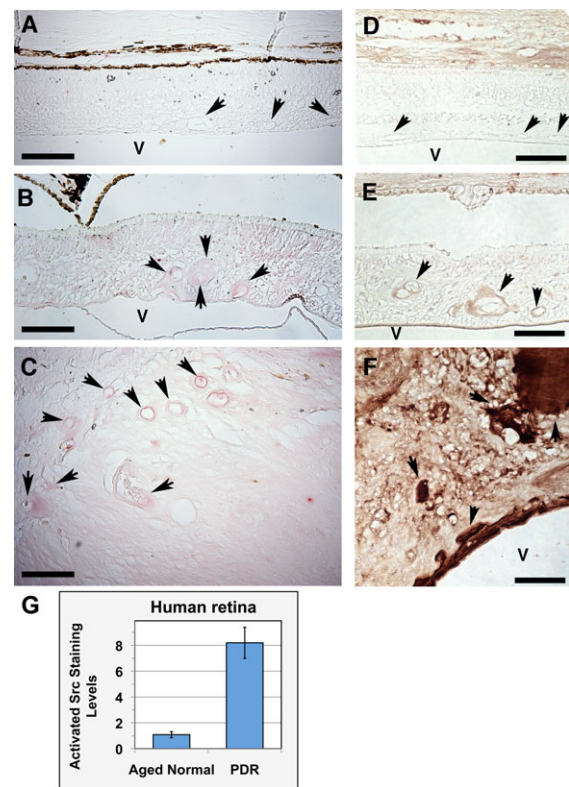 A
V
B
V
C
D
V
E
V
F
V
G
Human retina
Activated Src Staining
Levels
8
6
4
2
0
Aged Normal
PDR